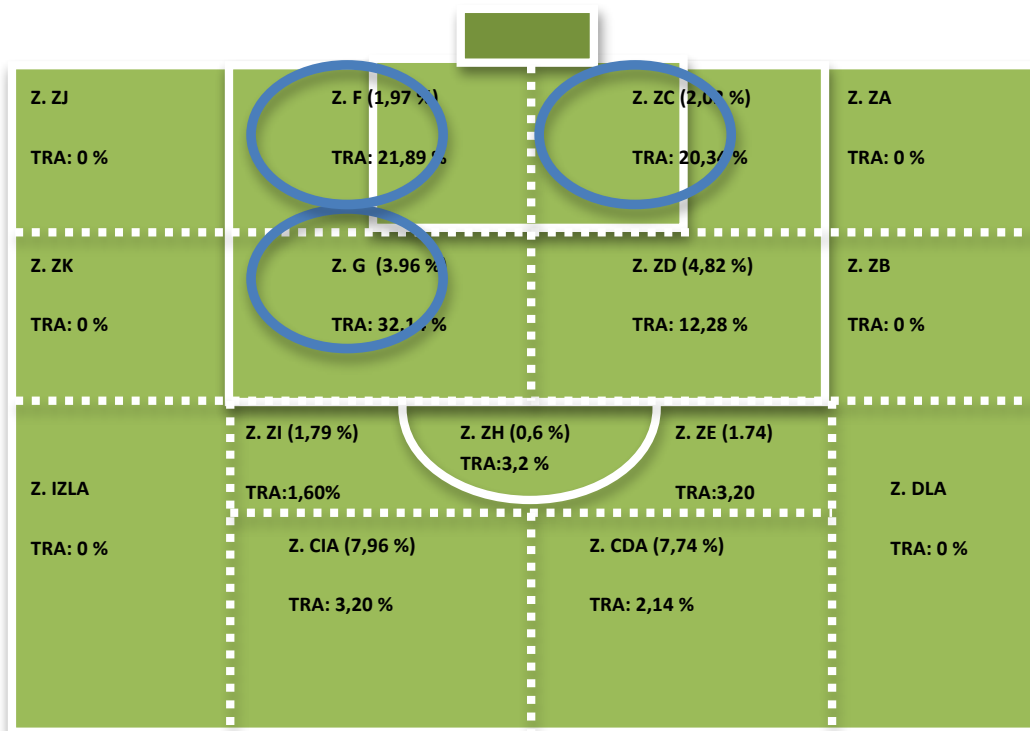 Z. ZJ
TRA: 0 %
Z. F (1,97 %)
TRA: 21,89 %
Z. ZC (2,0 %)
TRA: 20,34 %
Z. ZA
TRA: 0 %
Z. ZK
TRA: 0 %
Z. G (3.96 %)
TRA: 32,1 %
Z. ZD (4,82 %)
TRA: 12,28 %
Z. ZB
TRA: 0 %
Z. ZI (1,79 %)
TRA:1,60%
Z. ZH (0,6 %)
TRA:3,2 %
Z. ZE (1.74)
TRA:3,20
Z. IZLA
TRA: 0 %
Z. DLA
TRA: 0 %
Z. CIA (7,96 %)
TRA: 3,20 %
Z. CDA (7,74 %)
TRA: 2,14 %